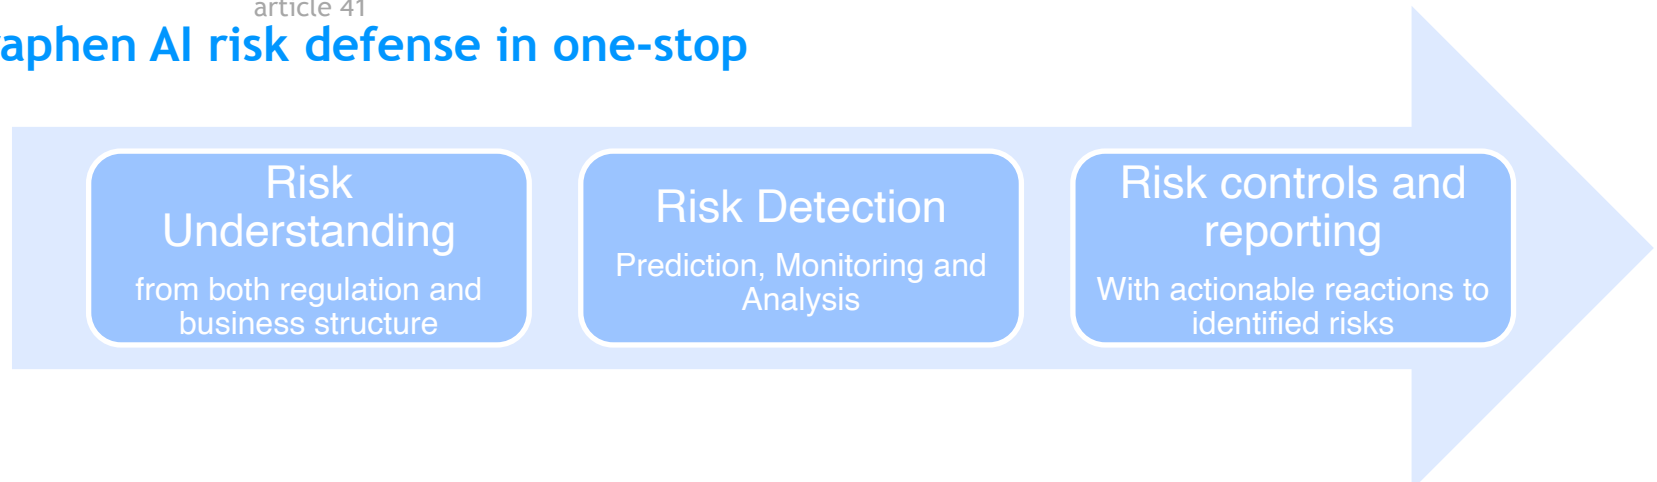 article 41
AI risk defense in one-stop
Risk
Understanding
from both regulation and
business structure
Risk Detection
Prediction, Monitoring and
Analysis
Risk controls and
reporting
With actionable reactions to
identified risks